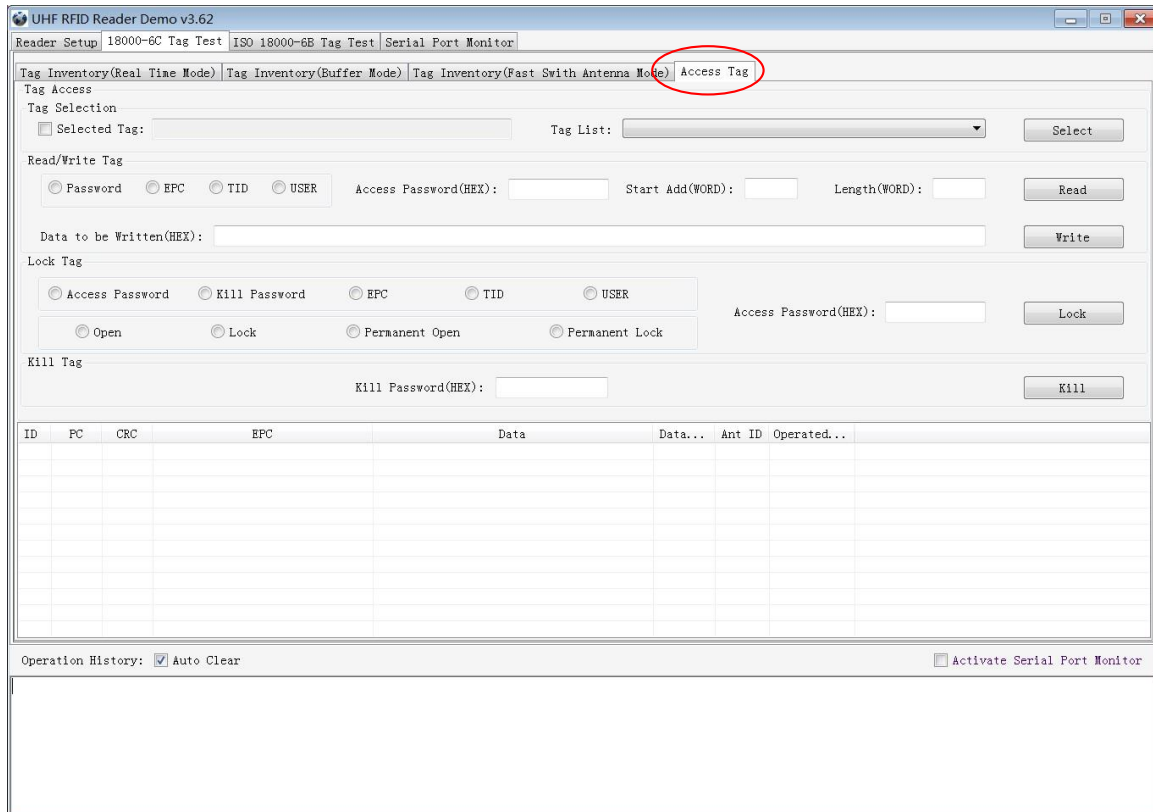 UHF RFID Reader Demo v3.62
Reader Setup 18000-6C Tag Test ISO 18000-6B Tag Test Serial Port Monitor
Tag Inventory(Real Time Mode) Tag Inventory(Buffer Mode) Tag Inventory(Fast Swith Antenna Mode) Access Tag
Tag Access
Tag Selection
Selected Tag: Tag List: Select
Read/Write Tag
Password EPC TID USER Access Password(HEX): Start Add(WORD): Length(WORD): Read
Data to be Written(HEX): Write
Lock Tag
Access Password Kill Password EPC TID USER
Access Password(HEX): Lock
Open Lock Permanent Open Permanent Lock
Kill Tag
Kill Password(HEX): Kill
ID PC CRC EPC Data Data... Ant ID Operated...
Operation History: Auto Clear Activate Serial Port Monitor